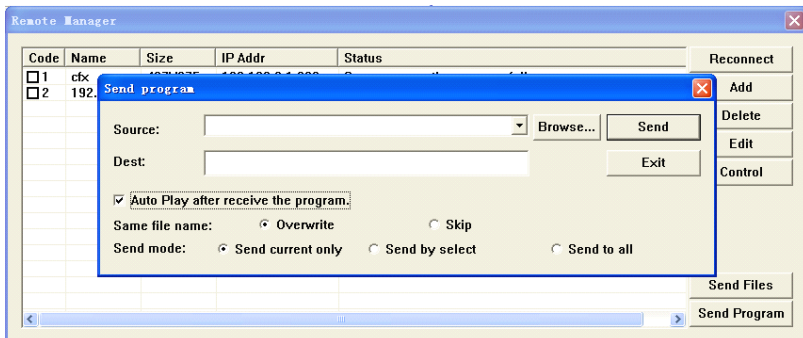 Remote Manager
Code Name Size IP Addr Status Reconnect
1 cfx
2 192. Send program Add
Delete
Source: Browse... Send
Edit
Dest: Exit
Control
Auto Play after receive the program.
Same file name: Overwrite Skip
Send mode: Send current only Send by select Send to all
Send Files
Send Program